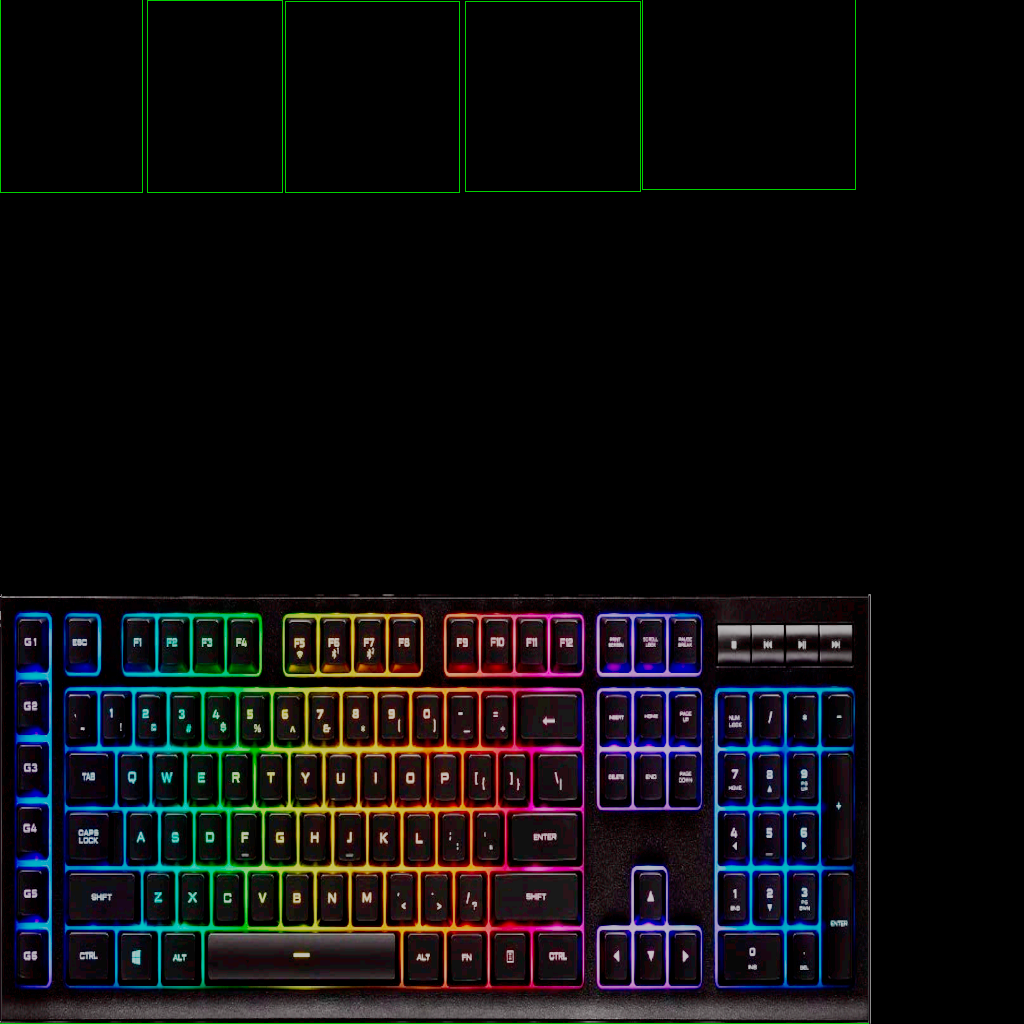 G1 ESC F1 F2 F3 F4 F5 F6 F7 F8 F9 F10 F11 F12 PRINT SCREEN SCROLL LOCK PAUSE BREAK
G2 1 ! 2 3 # 4 $ 5 % 6 ^ 7 & 8 * 9 ( 0 ) - _ = + ← INSERT HOME PAGE UP NUM LOCK / * -
G3 TAB Q W E R T Y U I O P [ { ] } \ | DELETE END PAGE DOWN 7 HOME 8 ▲ 9 PG UP +
G4 CAPS LOCK A S D F G H J K L ; : ENTER 4 ◀ 5 6 ▶
G5 SHIFT Z X C V B N M , < . > / ? SHIFT ▲ 1 END 2 ▼ 3 PG DWN ENTER
G6 CTRL ALT ALT FN CTRL ◀ ▼ ▶ 0 INS . DEL